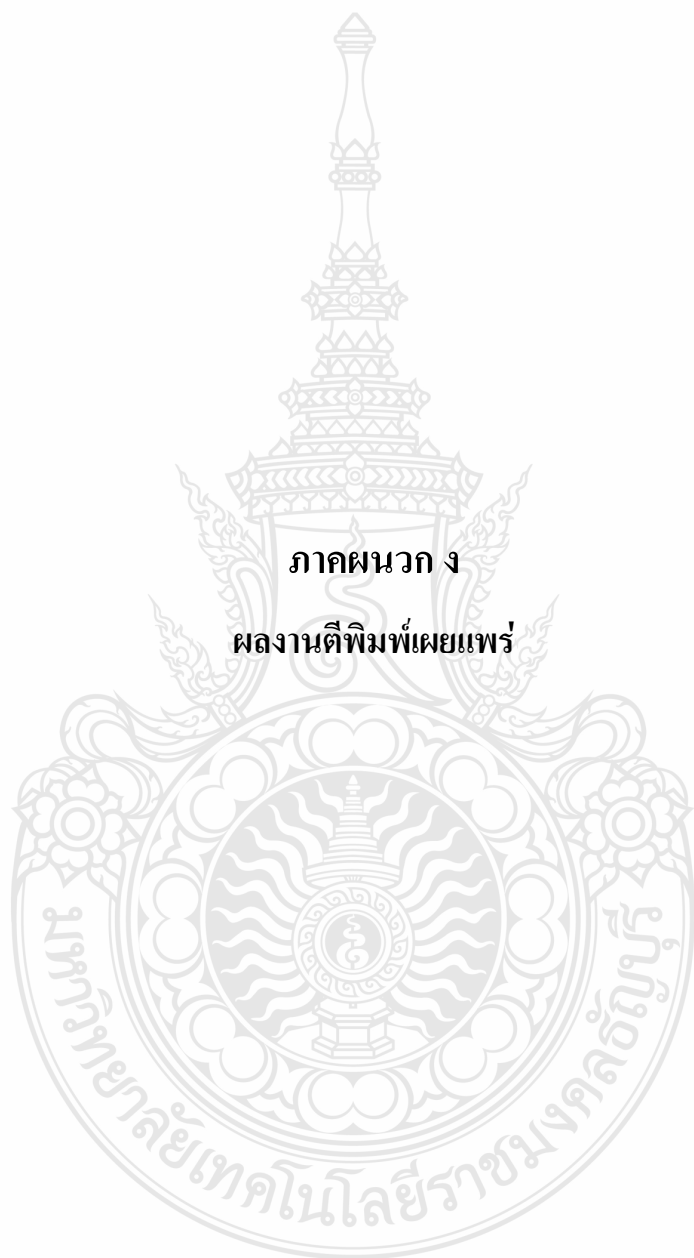 ภาคผนวก ง
ผลงานตีพิมพ์เผยแพร่
มหาวิทยาลัยเทคโนโลยีราชมงคลธัญบุรี